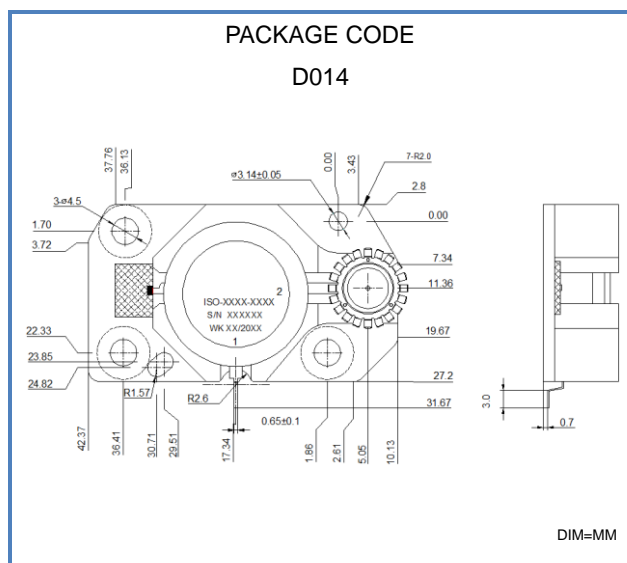 PACKAGE CODE
D014
37.76
36.13
ø3.14±0.05
0.00
3.43
7-R2.0
3-ø4.5
2.8
1.70
0.00
3.72
7.34
2
11.36
ISO-XXXX-XXXX
S/N XXXXXX
WK XX/20XX
1
22.33
19.67
23.85
24.82
27.2
R1.57
R2.6
31.67
3.0
0.65±0.1
0.7
42.37
36.41
30.71
29.51
17.34
1.86
2.61
5.05
10.13
DIM=MM